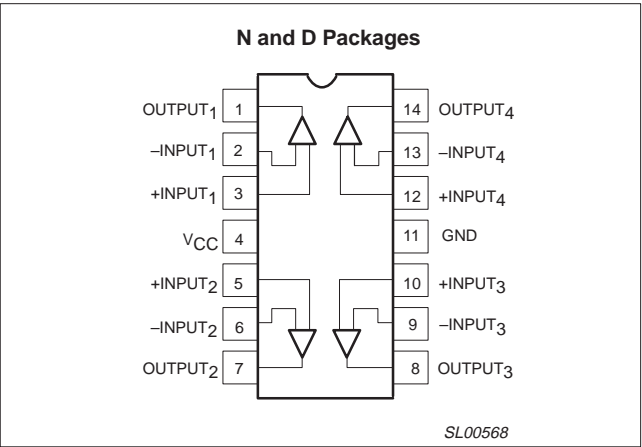 N and D Packages
OUTPUT1 1 14 OUTPUT4
–INPUT1 2 13 –INPUT4
+INPUT1 3 12 +INPUT4
VCC 4 11 GND
+INPUT2 5 10 +INPUT3
–INPUT2 6 9 –INPUT3
OUTPUT2 7 8 OUTPUT3
SL00568